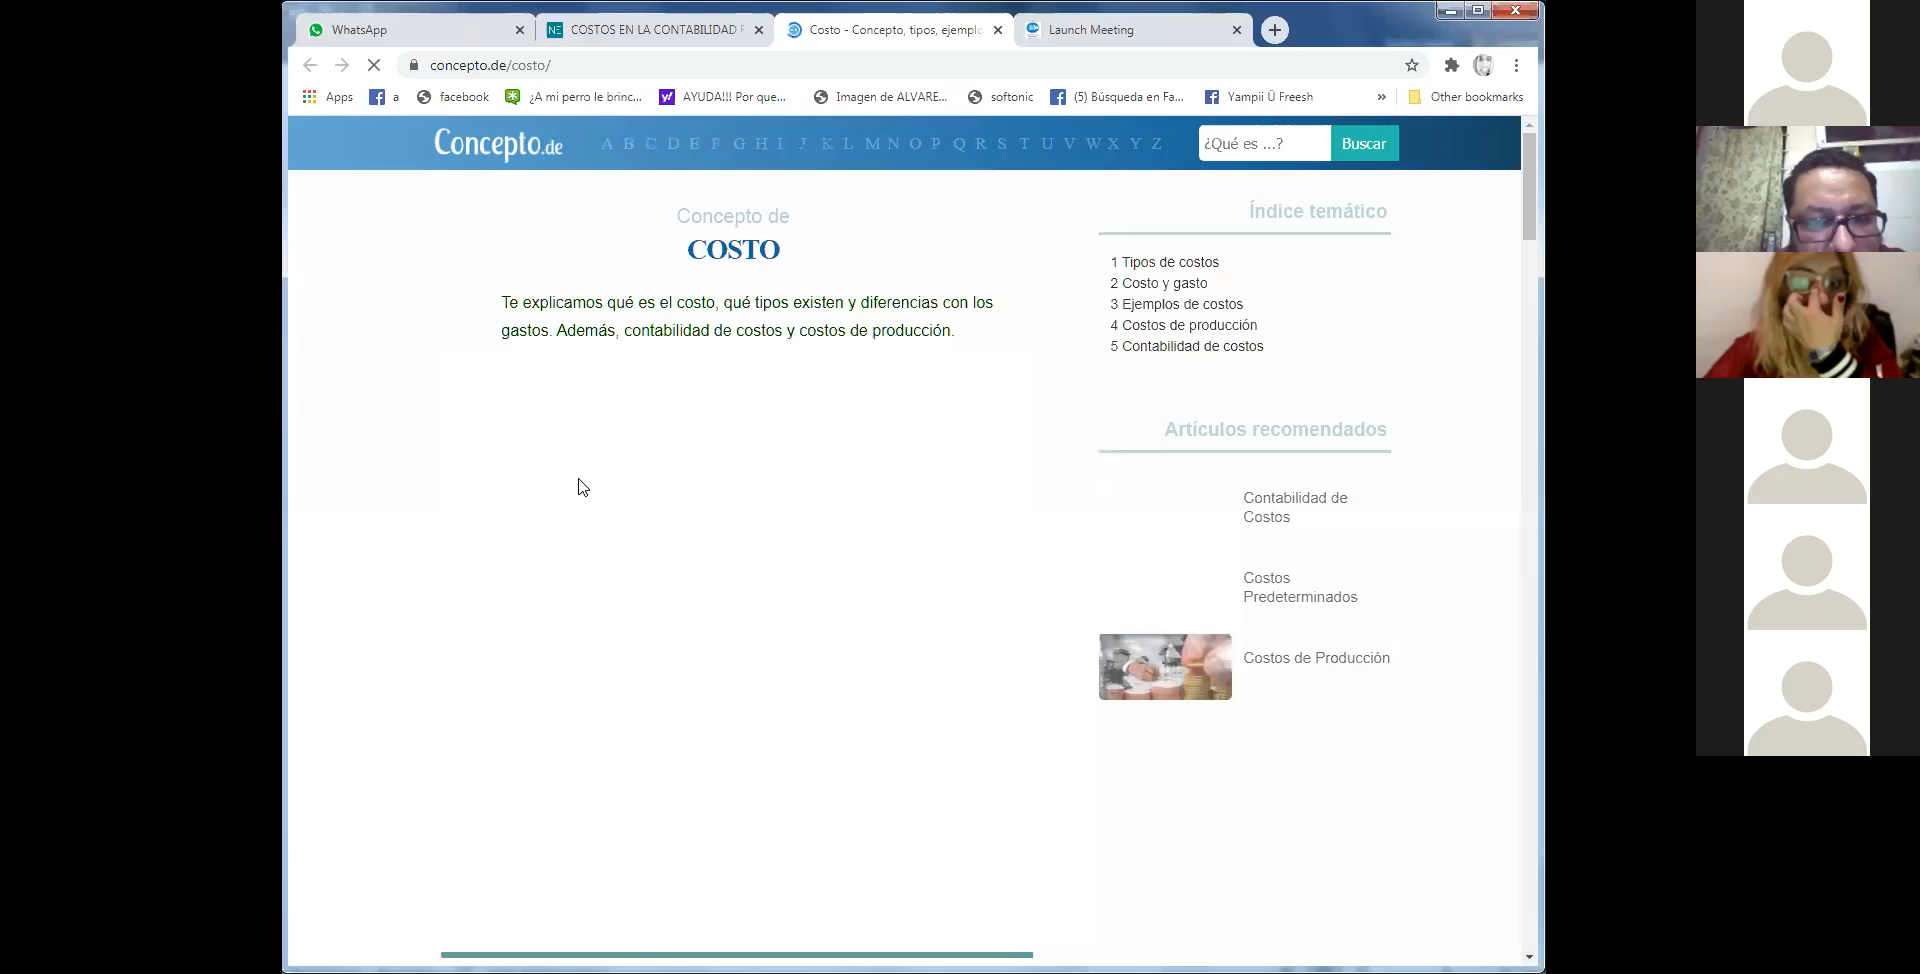 WhatsApp
COSTOS EN LA CONTABILIDAD
Costo - Concepto, tipos, ejemplo
Launch Meeting
concepto.de/costo/
Apps
a
facebook
¿A mi perro le brinc...
AYUDA!!! Por que...
Imagen de ALVARE...
softonic
(5) Búsqueda en Fa...
Yampii Ü Freesh
»
Other bookmarks
Concepto.de
A B C D E F G H I J K L M N O P Q R S T U V W X Y Z
¿Qué es ...?
Buscar
Concepto de
COSTO
Te explicamos qué es el costo, qué tipos existen y diferencias con los
gastos. Además, contabilidad de costos y costos de producción.
Índice temático
1 Tipos de costos
2 Costo y gasto
3 Ejemplos de costos
4 Costos de producción
5 Contabilidad de costos
Artículos recomendados
Contabilidad de
Costos
Costos
Predeterminados
Costos de Producción